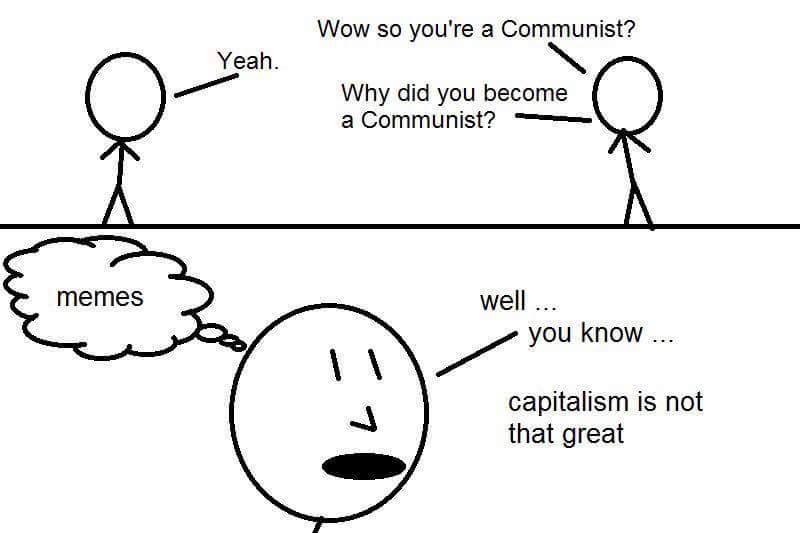 Wow so you're a Communist?
Yeah.
Why did you become
a Communist?
memes
well ...
you know ...
capitalism is not
that great